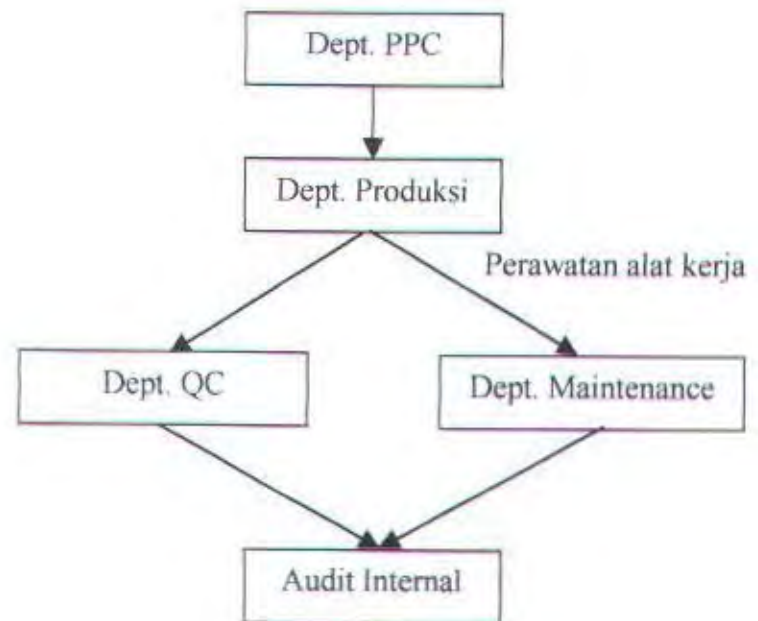 Dept. PPC
Dept. Produksi
Perawatan alat kerja
Dept. QC
Dept. Maintenance
Audit Internal